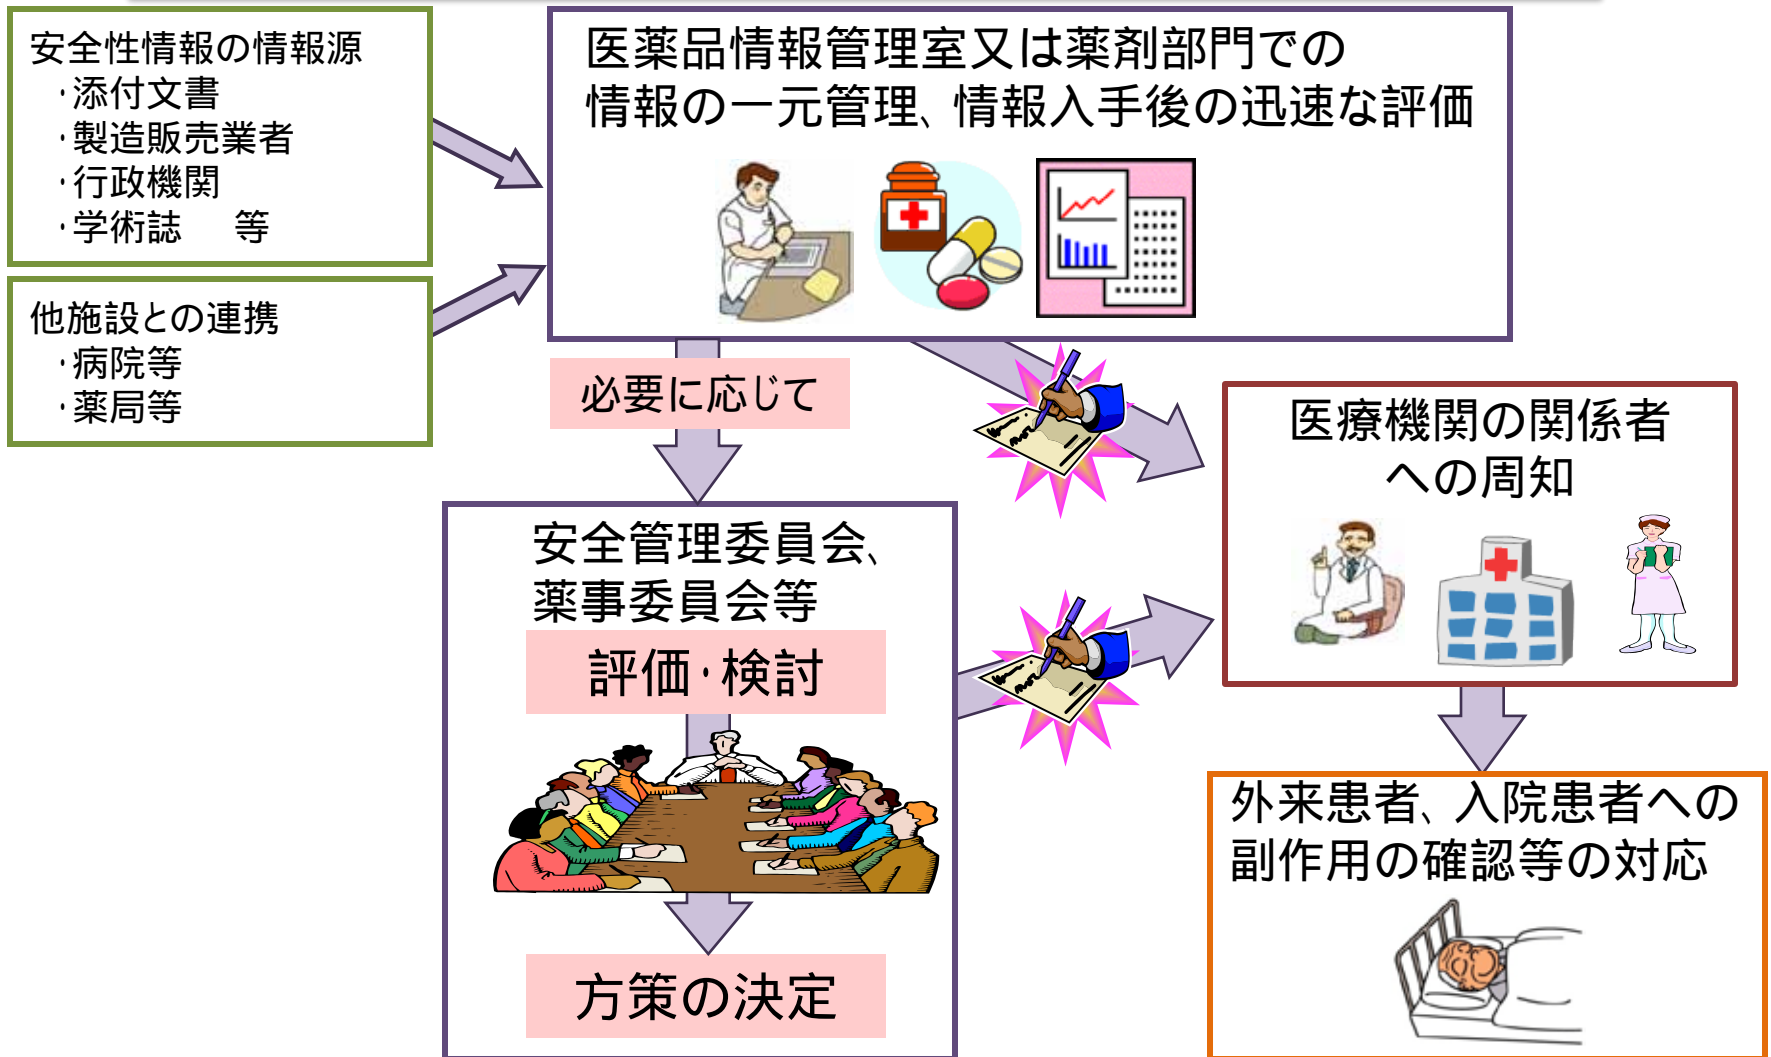 安全性情報の情報源
・添付文書
・製造販売業者
・行政機関
・学術誌　等
他施設との連携
・病院等
・薬局等
医薬品情報管理室又は薬剤部門での
情報の一元管理、情報入手後の迅速な評価
必要に応じて
安全管理委員会、
薬事委員会等
評価・検討
方策の決定
医療機関の関係者
への周知
外来患者、入院患者への
副作用の確認等の対応